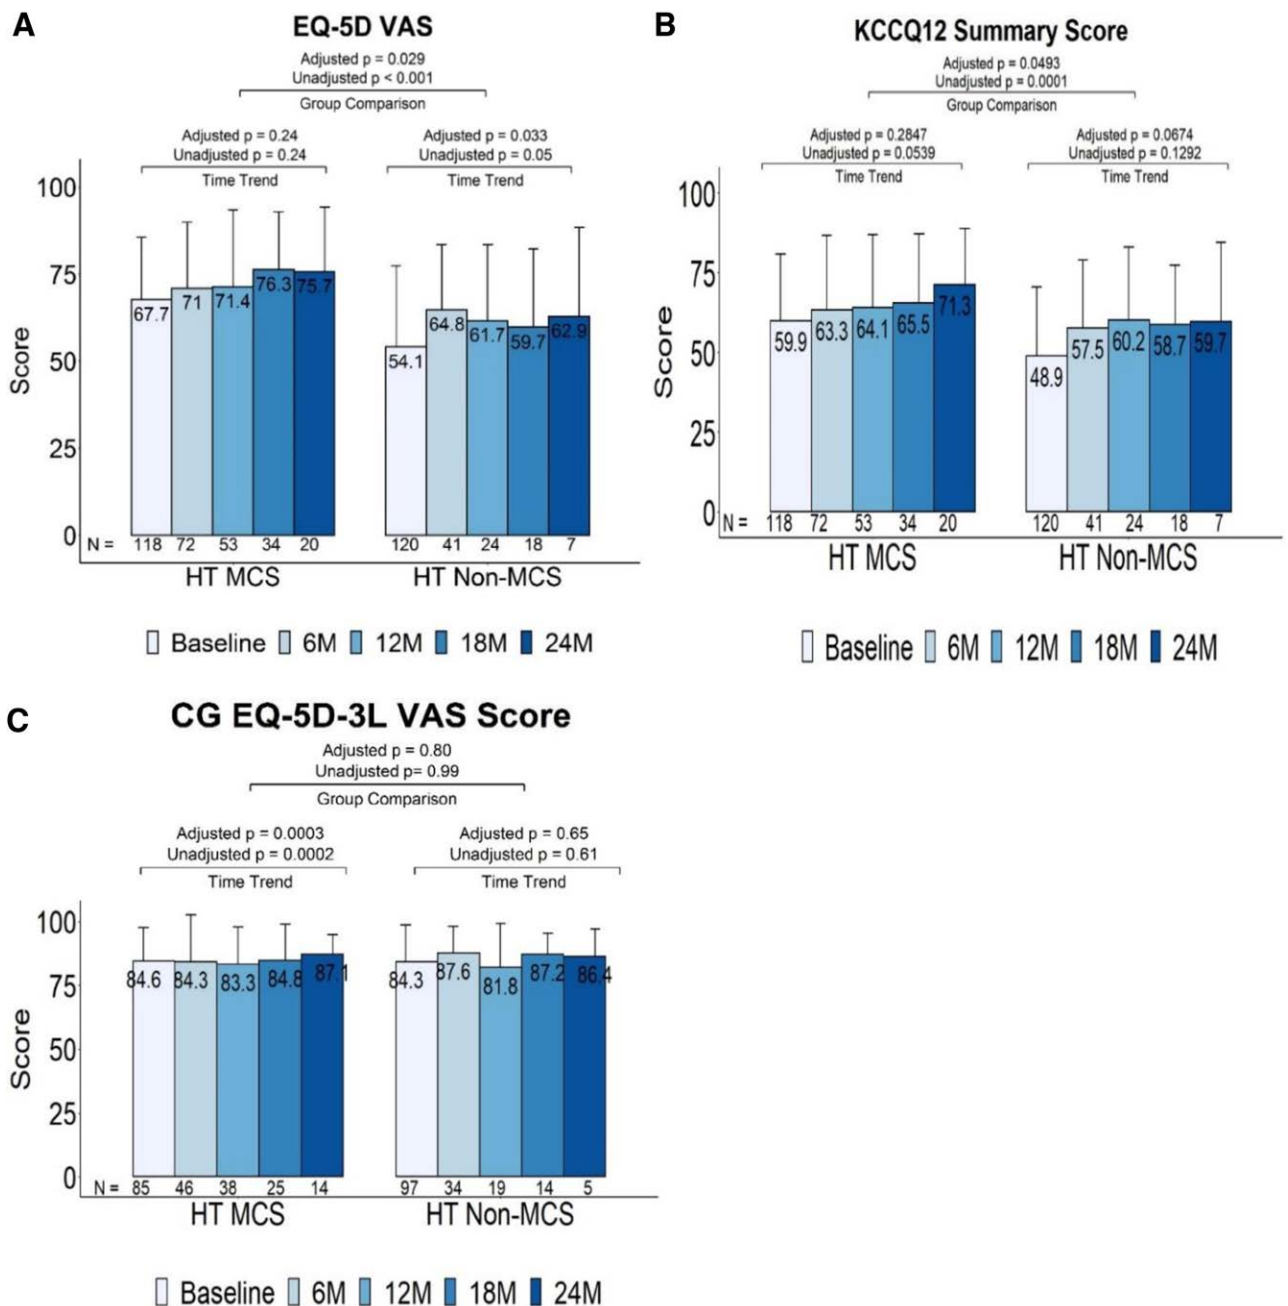 A
EQ-5D VAS
Adjusted p = 0.029
Unadjusted p < 0.001
Group Comparison
Adjusted p = 0.24
Unadjusted p = 0.24
Time Trend
Adjusted p = 0.033
Unadjusted p = 0.05
Time Trend
Score
100
75
50
25
0
67.7 71 71.4 76.3 75.7
54.1 64.8 61.7 59.7 62.9
N = 118 72 53 34 20 120 41 24 18 7
HT MCS HT Non-MCS
Baseline 6M 12M 18M 24M
B
KCCQ12 Summary Score
Adjusted p = 0.0493
Unadjusted p = 0.0001
Group Comparison
Adjusted p = 0.2847
Unadjusted p = 0.0539
Time Trend
Adjusted p = 0.0674
Unadjusted p = 0.1292
Time Trend
Score
100
75
50
25
0
59.9 63.3 64.1 65.5 71.3
48.9 57.5 60.2 58.7 59.7
N = 118 72 53 34 20 120 41 24 18 7
HT MCS HT Non-MCS
Baseline 6M 12M 18M 24M
C
CG EQ-5D-3L VAS Score
Adjusted p = 0.80
Unadjusted p= 0.99
Group Comparison
Adjusted p = 0.0003
Unadjusted p = 0.0002
Time Trend
Adjusted p = 0.65
Unadjusted p = 0.61
Time Trend
Score
100
75
50
25
0
84.6 84.3 83.3 84.8 87.1
84.3 87.6 81.8 87.2 86.4
N = 85 46 38 25 14 97 34 19 14 5
HT MCS HT Non-MCS
Baseline 6M 12M 18M 24M